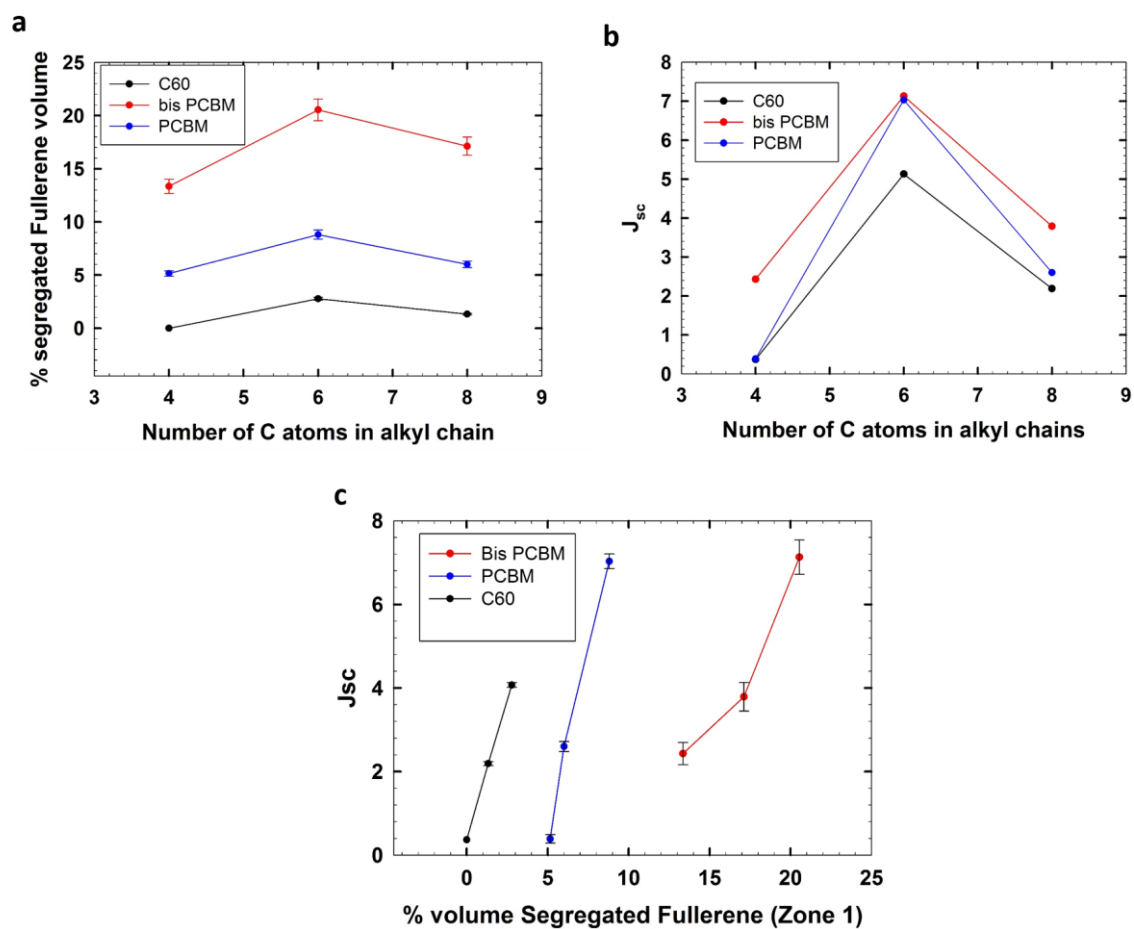 a
25
20
15
10
5
0
% segregated Fullerene volume
C60
bis PCBM
PCBM
3 4 5 6 7 8 9
Number of C atoms in alkyl chain
b
8
7
6
5
4
3
2
1
0
Jsc
C60
bis PCBM
PCBM
3 4 5 6 7 8 9
Number of C atoms in alkyl chains
c
8
6
4
2
0
Jsc
Bis PCBM
PCBM
C60
0 5 10 15 20 25
% volume Segregated Fullerene (Zone 1)